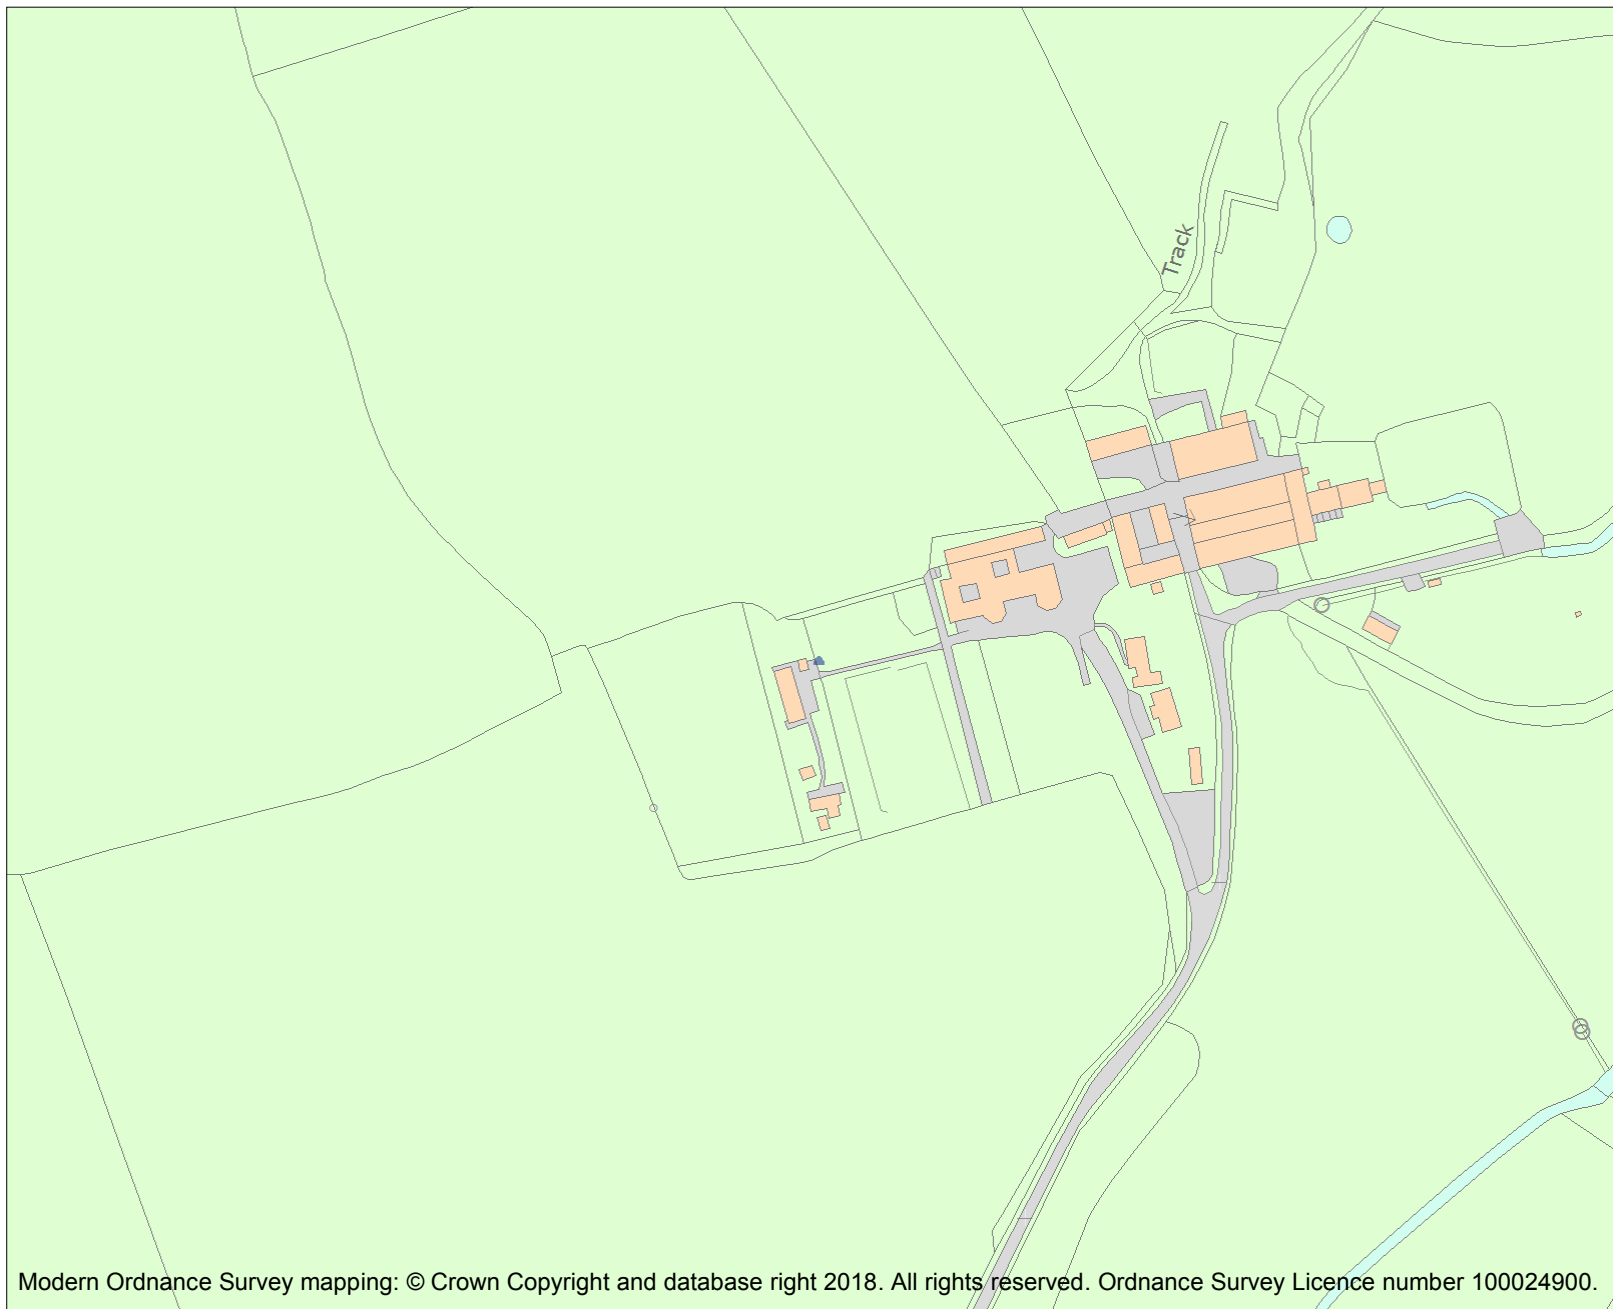 Track
Modern Ordnance Survey mapping: © Crown Copyright and database right 2018. All rights reserved. Ordnance Survey Licence number 100024900.